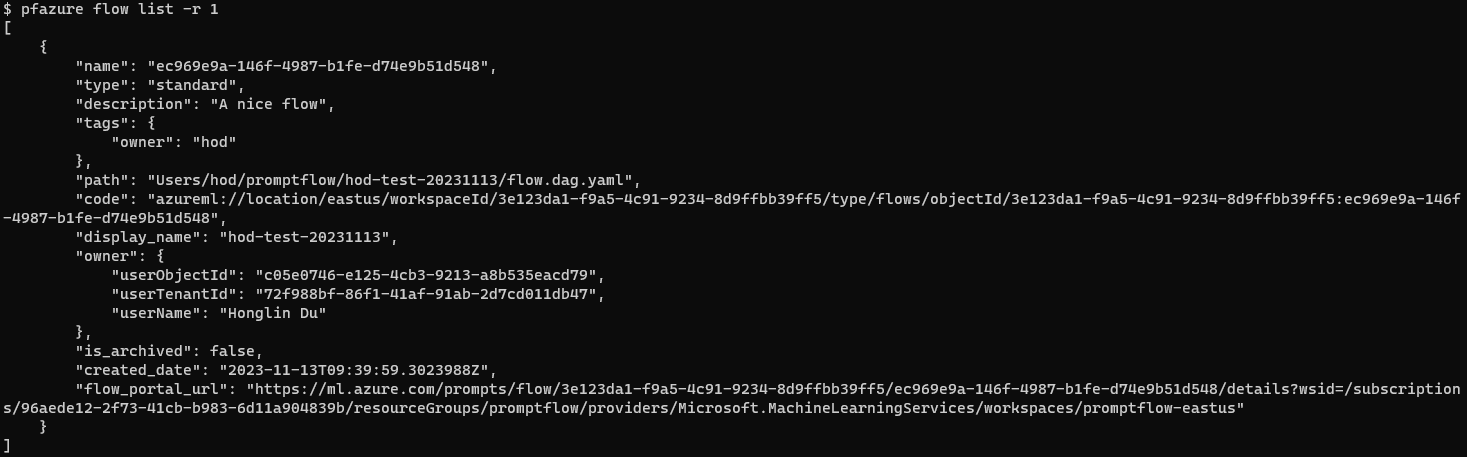 $ pfazure flow list -r 1
[
    {
        "name": "ec969e9a-146f-4987-b1fe-d74e9b51d548",
        "type": "standard",
        "description": "A nice flow",
        "tags": {
            "owner": "hod"
        },
        "path": "Users/hod/promptflow/hod-test-20231113/flow.dag.yaml",
        "code": "azureml://location/eastus/workspaceId/3e123da1-f9a5-4c91-9234-8d9ffbb39ff5/type/flows/objectId/3e123da1-f9a5-4c91-9234-8d9ffbb39ff5:ec969e9a-146f
-4987-b1fe-d74e9b51d548",
        "display_name": "hod-test-20231113",
        "owner": {
            "userObjectId": "c05e0746-e125-4cb3-9213-a8b535eacd79",
            "userTenantId": "72f988bf-86f1-41af-91ab-2d7cd011db47",
            "userName": "Honglin Du"
        },
        "is_archived": false,
        "created_date": "2023-11-13T09:39:59.3023988Z",
        "flow_portal_url": "https://ml.azure.com/prompts/flow/3e123da1-f9a5-4c91-9234-8d9ffbb39ff5/ec969e9a-146f-4987-b1fe-d74e9b51d548/details?wsid=/subscription
s/96aede12-2f73-41cb-b983-6d11a904839b/resourceGroups/promptflow/providers/Microsoft.MachineLearningServices/workspaces/promptflow-eastus"
    }
]